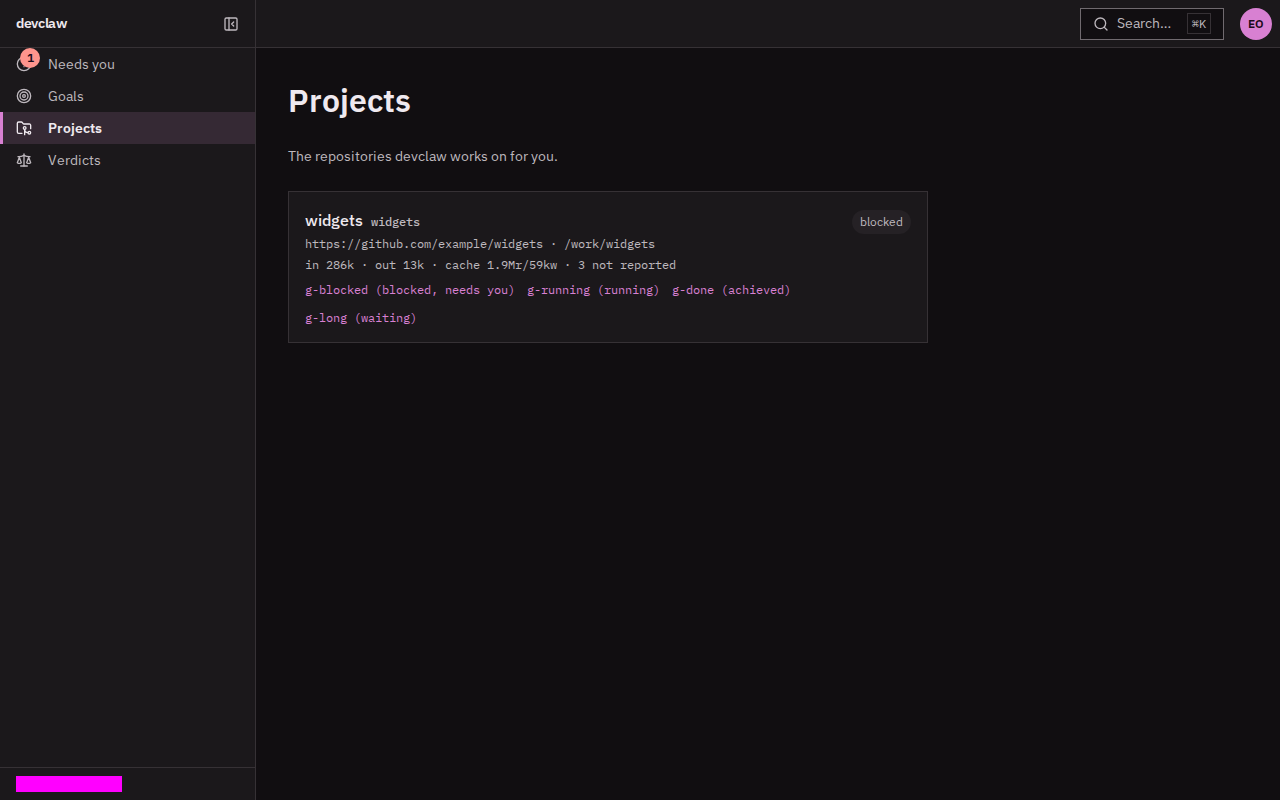 devclaw
Search... ⌘K
EO
1
Needs you
Goals
Projects
Verdicts
Projects
The repositories devclaw works on for you.
widgets widgets
blocked
https://github.com/example/widgets · /work/widgets
in 286k · out 13k · cache 1.9Mr/59kw · 3 not reported
g-blocked (blocked, needs you) g-running (running) g-done (achieved)
g-long (waiting)